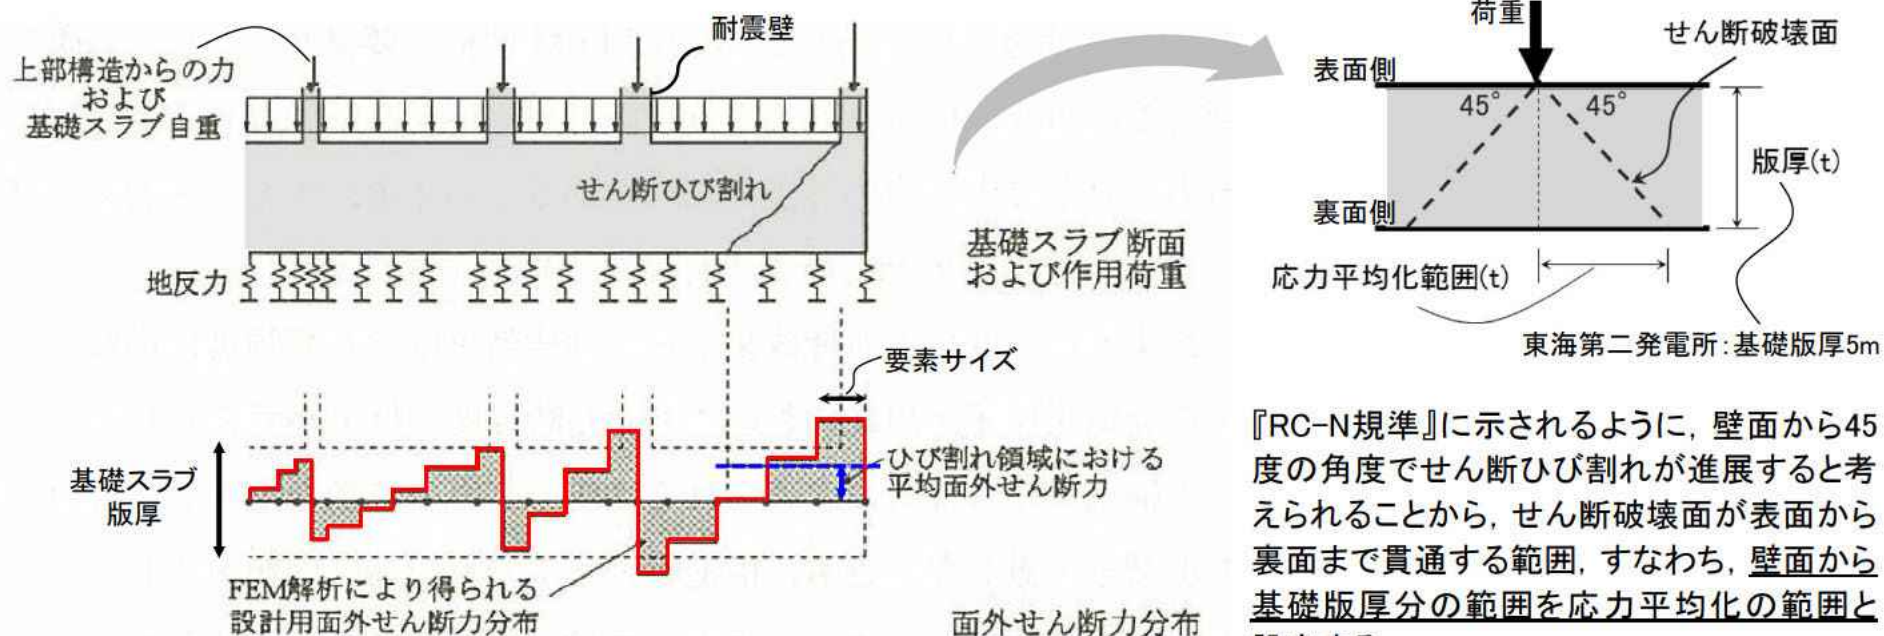 耐震壁
上部構造からの力
および
基礎スラブ自重
せん断ひび割れ
地反力
基礎スラブ断面
および作用荷重
荷重
せん断破壊面
表面側
45°
45°
版厚(t)
裏面側
応力平均化範囲(t)
東海第二発電所:基礎版厚5m
要素サイズ
基礎スラブ
版厚
ひび割れ領域における
平均面外せん断力
FEM解析により得られる
設計用面外せん断力分布
面外せん断力分布
『RC-N規準』に示されるように，壁面から45
度の角度でせん断ひび割れが進展すると考
えられることから，せん断破壊面が表面から
裏面まで貫通する範囲，すなわち，壁面から
基礎版厚分の範囲を応力平均化の範囲と